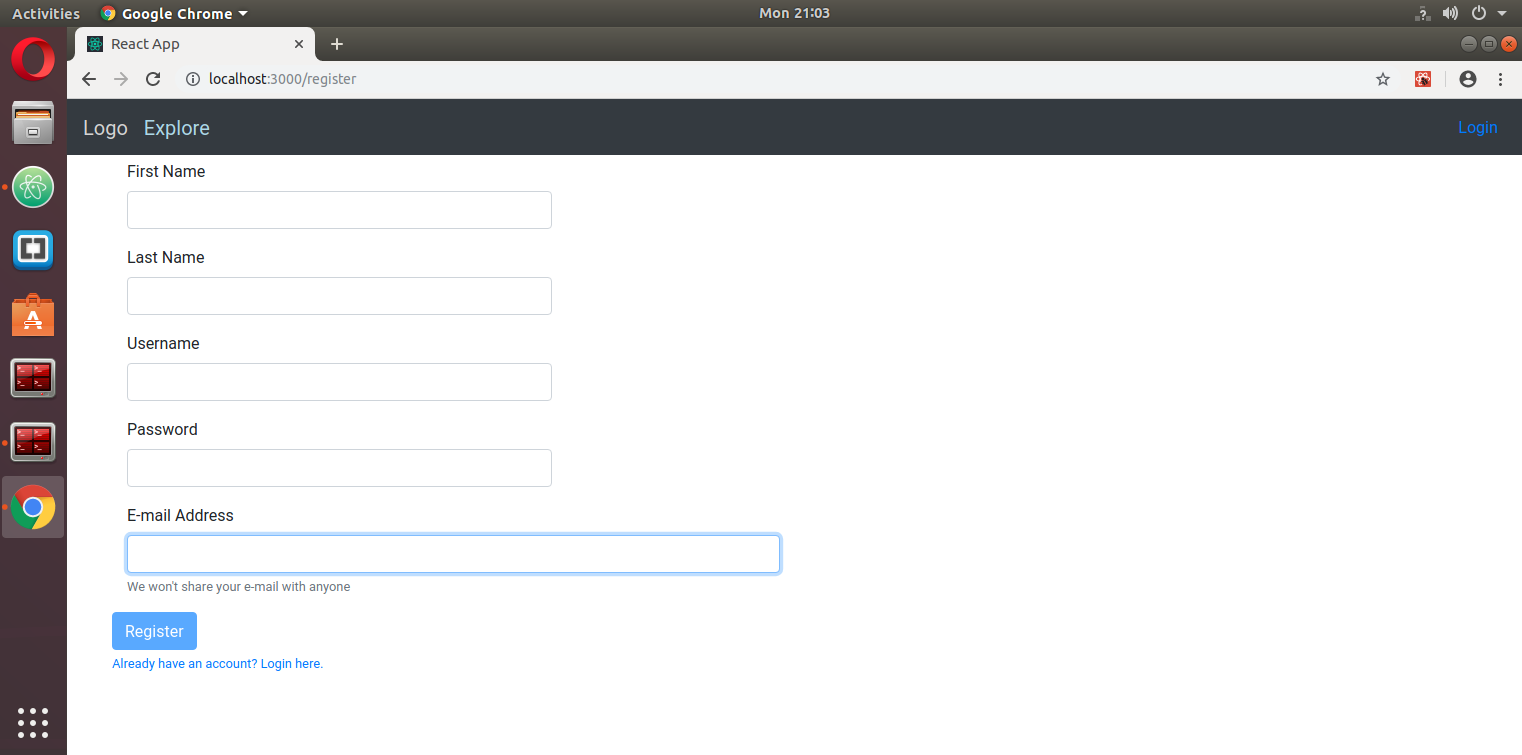 Activities Google Chrome Mon 21:03
React App
localhost:3000/register
Logo Explore Login
First Name
Last Name
Username
Password
E-mail Address
We won't share your e-mail with anyone
Register
Already have an account? Login here.